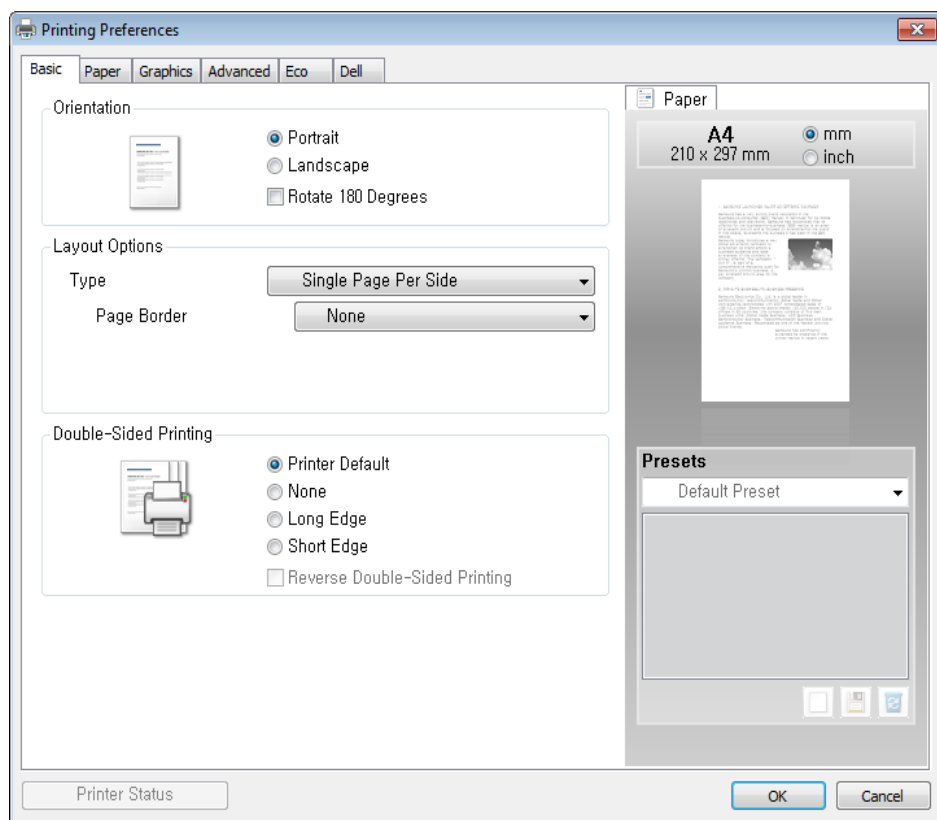 Printing Preferences
Basic Paper Graphics Advanced Eco Dell
Orientation
Portrait
Landscape
Rotate 180 Degrees
Layout Options
Type Single Page Per Side
Page Border None
Double-Sided Printing
Printer Default
None
Long Edge
Short Edge
Reverse Double-Sided Printing
Paper
A4
210 x 297 mm
mm
inch
Presets
Default Preset
Printer Status
OK Cancel